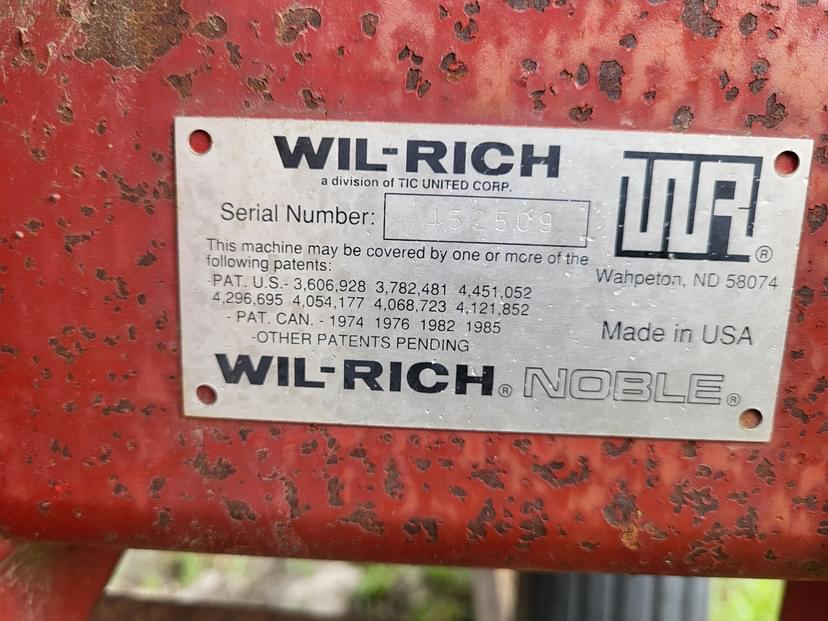 WIL-RICH
a division of TIC UNITED CORP.
Serial Number: 452509
This machine may be covered by one or more of the
following patents:
-PAT. U.S.- 3,606,928 3,782,481 4,451,052
4,296,695 4,054,177 4,068,723 4,121,852
- PAT. CAN. - 1974 1976 1982 1985
-OTHER PATENTS PENDING
WIL-RICH® NOBLE®
WR®
Wahpeton, ND 58074
Made in USA